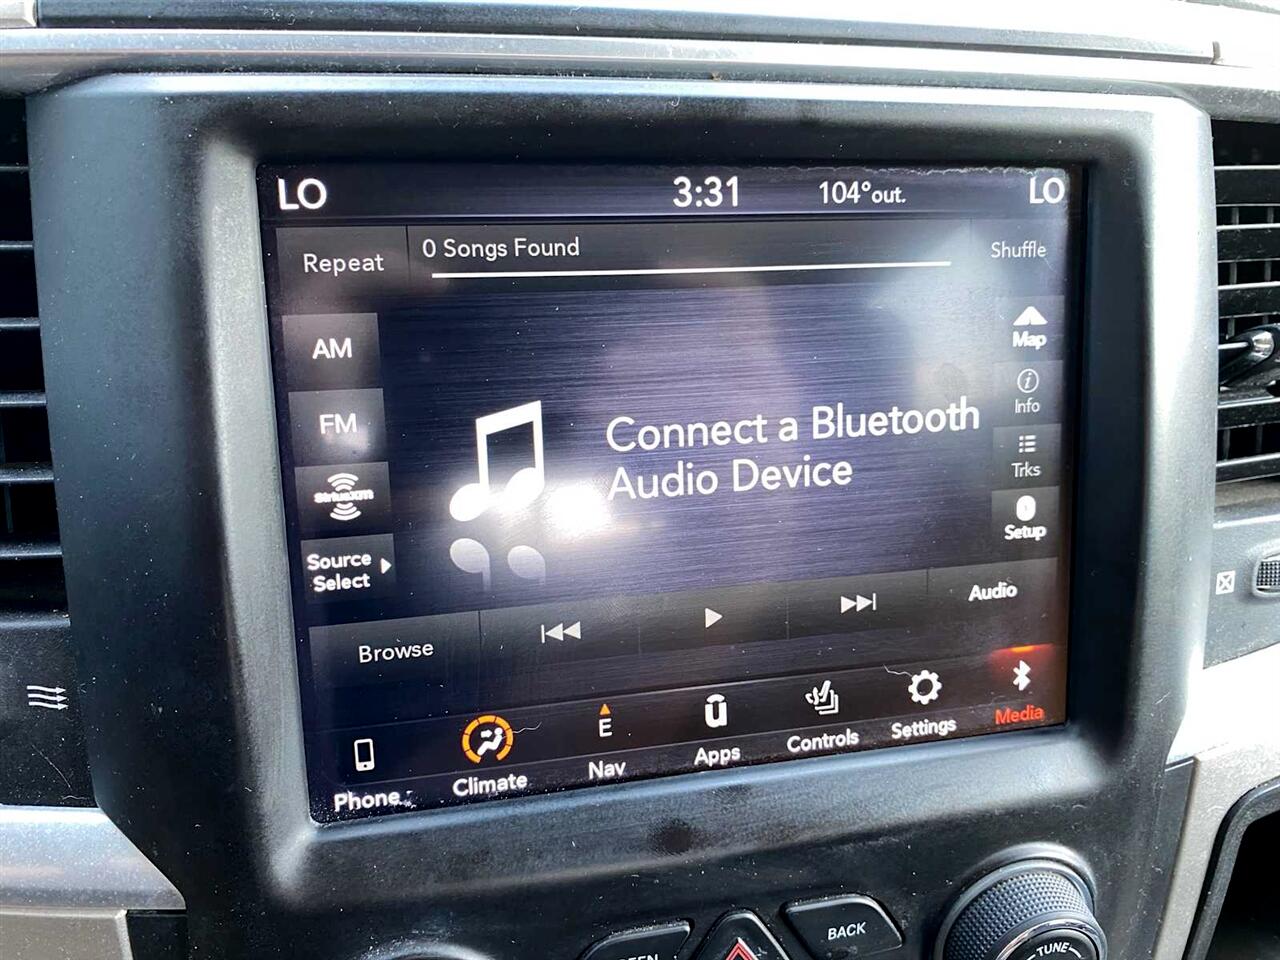 LO
3:31
104° out.
LO
Repeat
0 Songs Found
Shuffle
AM
FM
SiriusXM
Source
Select
Connect a Bluetooth
Audio Device
Map
Info
Trks
Setup
Browse
Audio
Phone
Climate
E
Nav
Apps
Controls
Settings
Media
BACK
TUNE